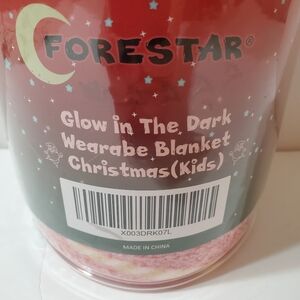 FORESTAR®
Glow in The Dark
Wearabe Blanket
Christmas(Kids)
X003DRK07L
MADE IN CHINA